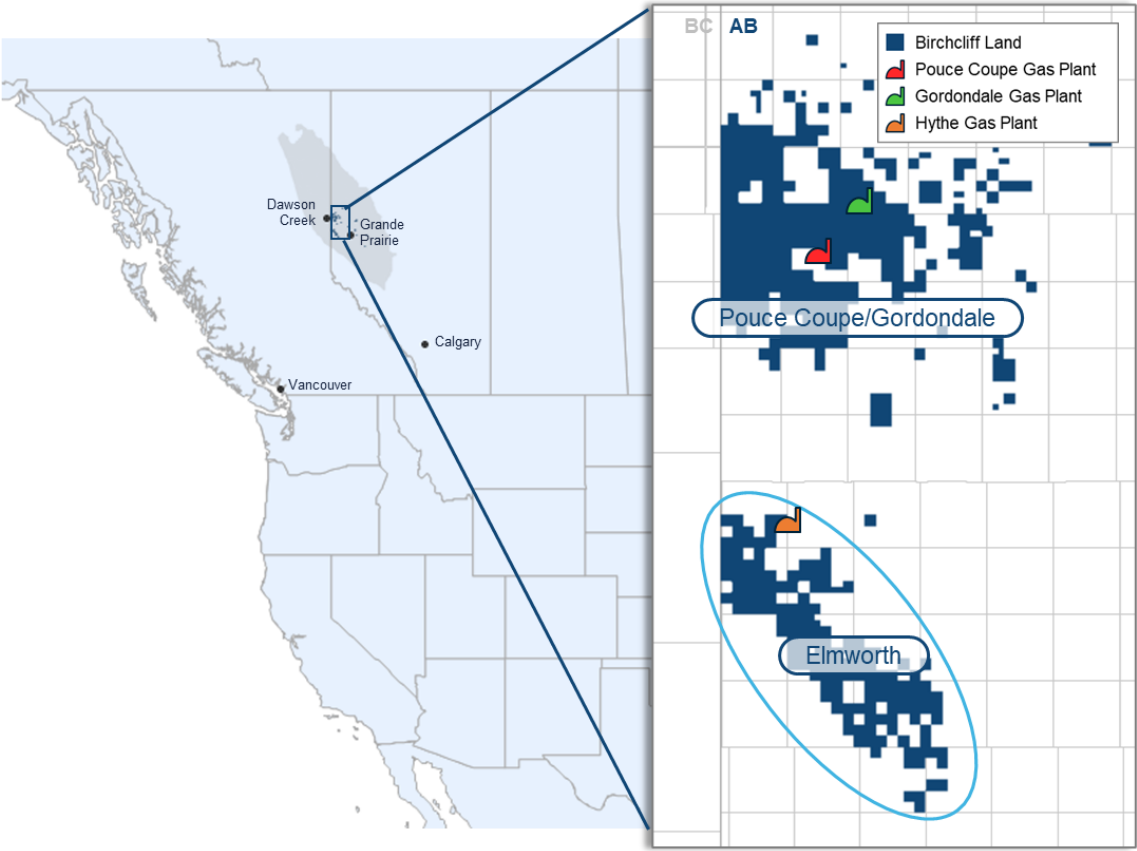 BC AB
Birchcliff Land
Pouce Coupe Gas Plant
Gordondale Gas Plant
Hythe Gas Plant
Dawson
Creek
Grande
Prairie
Calgary
Vancouver
Pouce Coupe/Gordondale
Elmworth